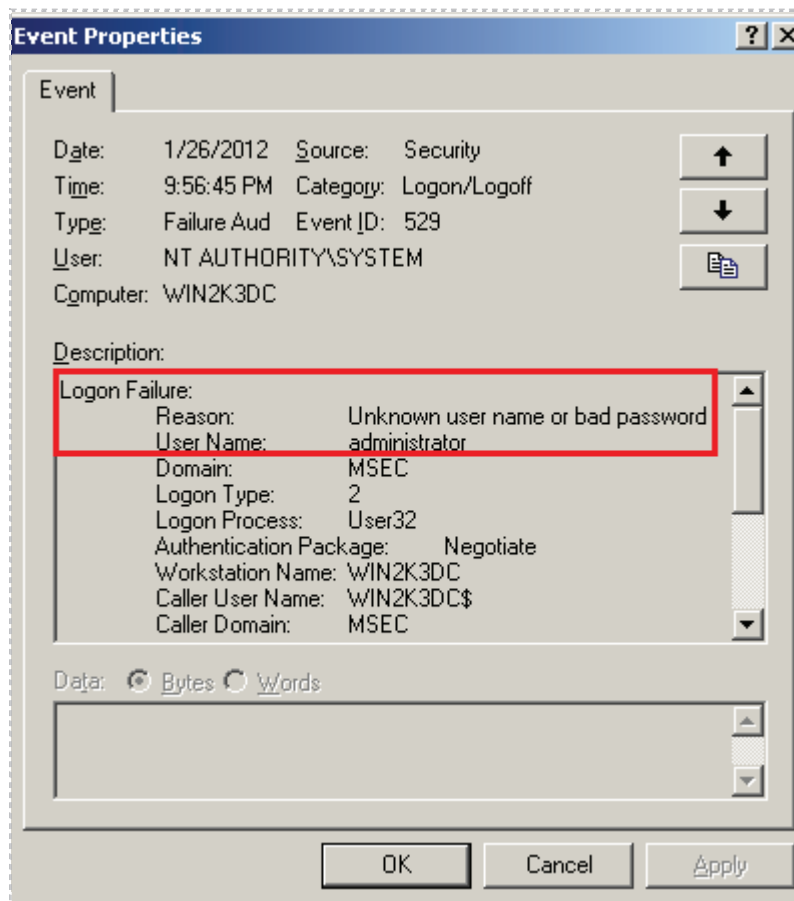 Event Properties
Event
Date: 1/26/2012 Source: Security
Time: 9:56:45 PM Category: Logon/Logoff
Type: Failure Aud Event ID: 529
User: NT AUTHORITY\SYSTEM
Computer: WIN2K3DC
Description:
Logon Failure:
Reason: Unknown user name or bad password
User Name: administrator
Domain: MSEC
Logon Type: 2
Logon Process: User32
Authentication Package: Negotiate
Workstation Name: WIN2K3DC
Caller User Name: WIN2K3DC$
Caller Domain: MSEC
Data: Bytes Words
OK Cancel Apply